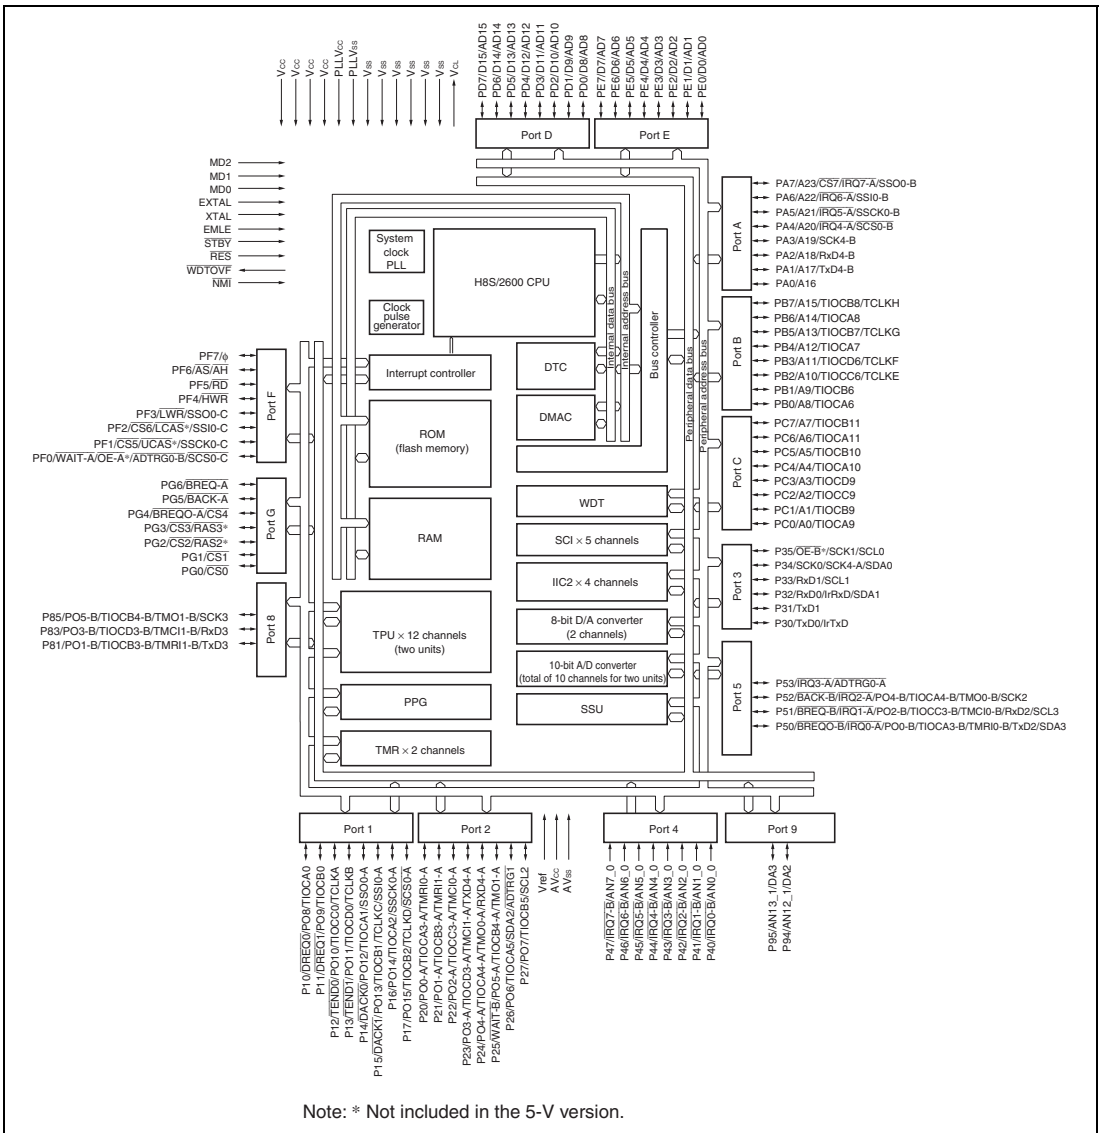 VCC
VCC
VCC
VCC
PLLVCC
PLLVSS
VSS
VSS
VSS
VSS
VSS
VSS
VCL
PD7/D15/AD15
PD6/D14/AD14
PD5/D13/AD13
PD4/D12/AD12
PD3/D11/AD11
PD2/D10/AD10
PD1/D9/AD9
PD0/D8/AD8
PE7/D7/AD7
PE6/D6/AD6
PE5/D5/AD5
PE4/D4/AD4
PE3/D3/AD3
PE2/D2/AD2
PE1/D1/AD1
PE0/D0/AD0
Port D
Port E
MD2
MD1
MD0
EXTAL
XTAL
EMLE
STBY
RES
WDTOVF
NMI
System
clock
PLL
Clock
pulse
generator
H8S/2600 CPU
Interrupt controller
DTC
DMAC
ROM
(flash memory)
RAM
Internal data bus
Internal address bus
Bus controller
Peripheral data bus
Peripheral address bus
WDT
SCI × 5 channels
IIC2 × 4 channels
8-bit D/A converter
(2 channels)
10-bit A/D converter
(total of 10 channels for two units)
SSU
TPU × 12 channels
(two units)
PPG
TMR × 2 channels
Port A
PA7/A23/CS7/IRQ7-A/SSO0-B
PA6/A22/IRQ6-A/SSI0-B
PA5/A21/IRQ5-A/SSCK0-B
PA4/A20/IRQ4-A/SCS0-B
PA3/A19/SCK4-B
PA2/A18/RxD4-B
PA1/A17/TxD4-B
PA0/A16
Port B
PB7/A15/TIOCB8/TCLKH
PB6/A14/TIOCA8
PB5/A13/TIOCB7/TCLKG
PB4/A12/TIOCA7
PB3/A11/TIOCD6/TCLKF
PB2/A10/TIOCC6/TCLKE
PB1/A9/TIOCB6
PB0/A8/TIOCA6
Port C
PC7/A7/TIOCB11
PC6/A6/TIOCA11
PC5/A5/TIOCB10
PC4/A4/TIOCA10
PC3/A3/TIOCD9
PC2/A2/TIOCC9
PC1/A1/TIOCB9
PC0/A0/TIOCA9
Port 3
P35/OE-B*/SCK1/SCL0
P34/SCK0/SCK4-A/SDA0
P33/RxD1/SCL1
P32/RxD0/IrRxD/SDA1
P31/TxD1
P30/TxD0/IrTxD
Port 5
P53/IRQ3-A/ADTRG0-A
P52/BACK-B/IRQ2-A/PO4-B/TIOCA4-B/TMO0-B/SCK2
P51/BREQ-B/IRQ1-A/PO2-B/TIOCC3-B/TMCI0-B/RxD2/SCL3
P50/BREQO-B/IRQ0-A/PO0-B/TIOCA3-B/TMRI0-B/TxD2/SDA3
PF7/φ
PF6/AS/AH
PF5/RD
PF4/HWR
PF3/LWR/SSO0-C
PF2/CS6/LCAS*/SSI0-C
PF1/CS5/UCAS*/SSCK0-C
PF0/WAIT-A/OE-A*/ADTRG0-B/SCS0-C
Port F
PG6/BREQ-A
PG5/BACK-A
PG4/BREQO-A/CS4
PG3/CS3/RAS3*
PG2/CS2/RAS2*
PG1/CS1
PG0/CS0
Port G
P85/PO5-B/TIOCB4-B/TMO1-B/SCK3
P83/PO3-B/TIOCD3-B/TMCI1-B/RxD3
P81/PO1-B/TIOCB3-B/TMRI1-B/TxD3
Port 8
Port 1
Port 2
Port 4
Port 9
P10/DREQ0/PO8/TIOCA0
P11/DREQ1/PO9/TIOCB0
P12/TEND0/PO10/TIOCC0/TCLKA
P13/TEND1/PO11/TIOCD0/TCLKB
P14/DACK0/PO12/TIOCA1/SSO0-A
P15/DACK1/PO13/TIOCB1/TCLKC/SSI0-A
P16/PO14/TIOCA2/SSCK0-A
P17/PO15/TIOCB2/TCLKD/SCS0-A
P20/PO0-A/TIOCA3-A/TMRI0-A
P21/PO1-A/TIOCB3-A/TMRI1-A
P22/PO2-A/TIOCC3-A/TMCI0-A
P23/PO3-A/TIOCD3-A/TMCI1-A/TXD4-A
P24/PO4-A/TIOCA4-A/TMO0-A/RXD4-A
P25/WAIT-B/PO5-A/TIOCB4-A/TMO1-A
P26/PO6/TIOCA5/SDA2/ADTRG1
P27/PO7/TIOCB5/SCL2
Vref
AVCC
AVSS
P47/IRQ7-B/AN7_0
P46/IRQ6-B/AN6_0
P45/IRQ5-B/AN5_0
P44/IRQ4-B/AN4_0
P43/IRQ3-B/AN3_0
P42/IRQ2-B/AN2_0
P41/IRQ1-B/AN1_0
P40/IRQ0-B/AN0_0
P95/AN13_1/DA3
P94/AN12_1/DA2
Note: * Not included in the 5-V version.